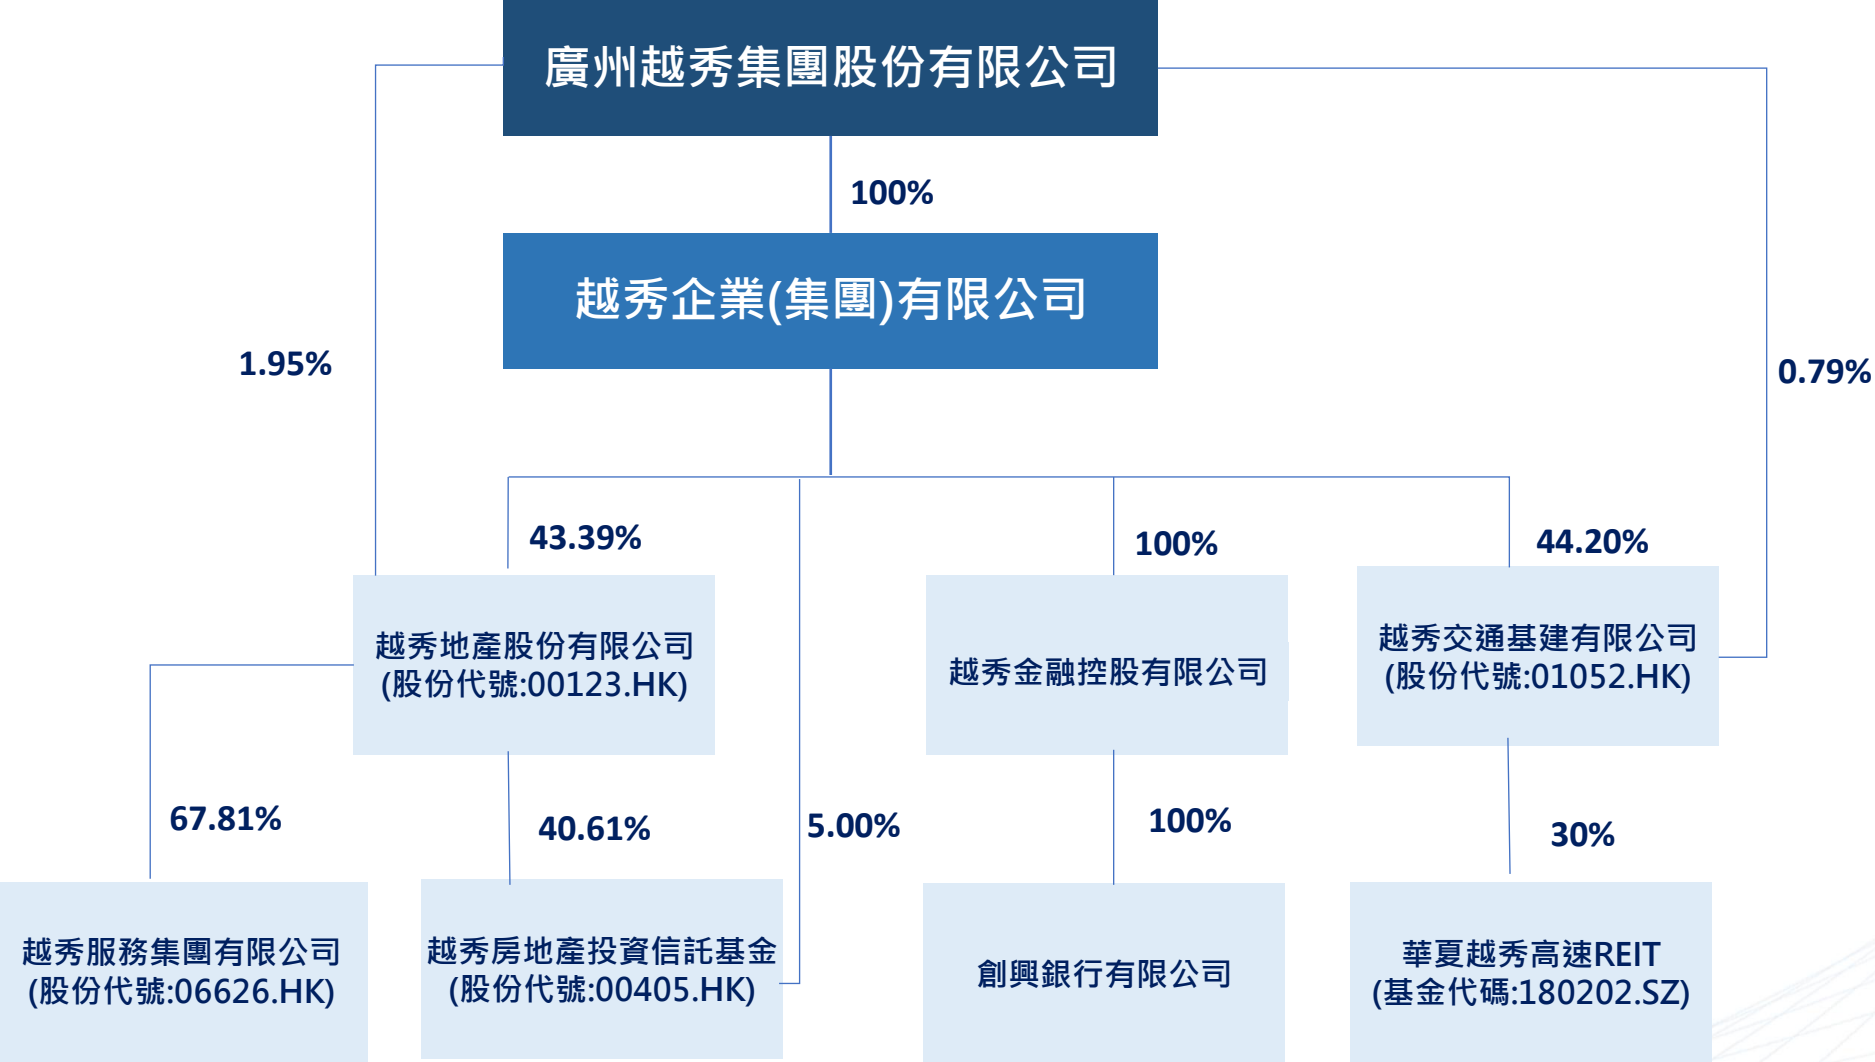 廣州越秀集團股份有限公司
100%
越秀企業(集團)有限公司
1.95%
0.79%
43.39%
100%
44.20%
越秀地產股份有限公司
(股份代號:00123.HK)
越秀金融控股有限公司
越秀交通基建有限公司
(股份代號:01052.HK)
67.81%
40.61%
5.00%
100%
30%
越秀服務集團有限公司
(股份代號:06626.HK)
越秀房地產投資信託基金
(股份代號:00405.HK)
創興銀行有限公司
華夏越秀高速REIT
(基金代碼:180202.SZ)